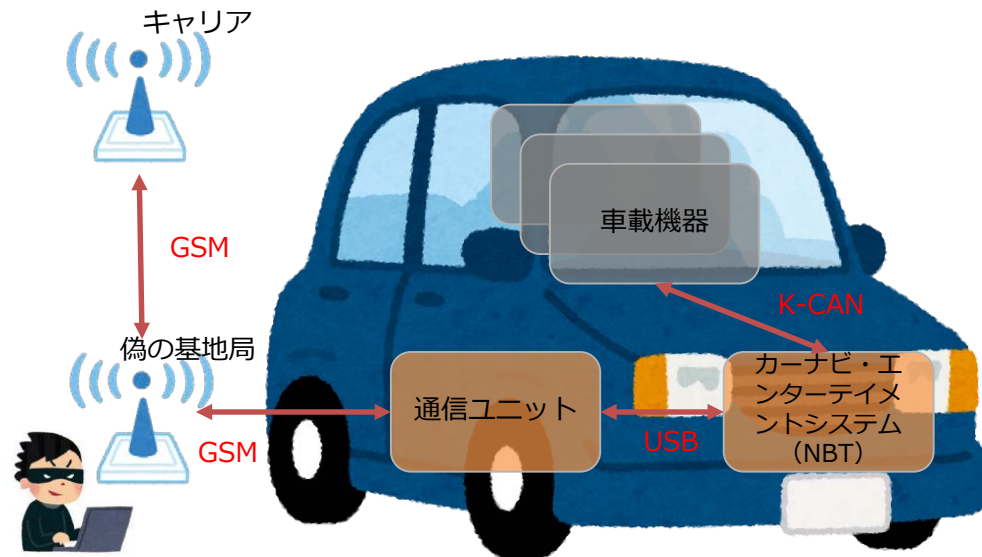 キャリア
GSM
偽の基地局
GSM
車載機器
K-CAN
通信ユニット
USB
カーナビ・エ
ンターテイメ
ントシステム
（NBT）